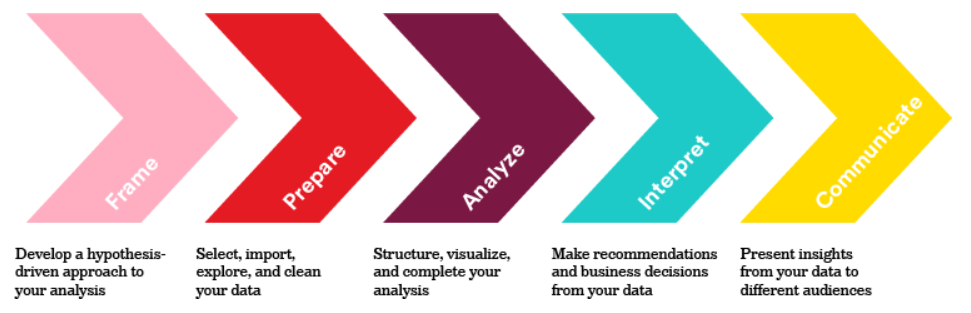 Frame
Prepare
Analyze
Interpret
Communicate
Develop a hypothesis-
driven approach to
your analysis
Select, import,
explore, and clean
your data
Structure, visualize,
and complete your
analysis
Make recommendations
and business decisions
from your data
Present insights
from your data to
different audiences